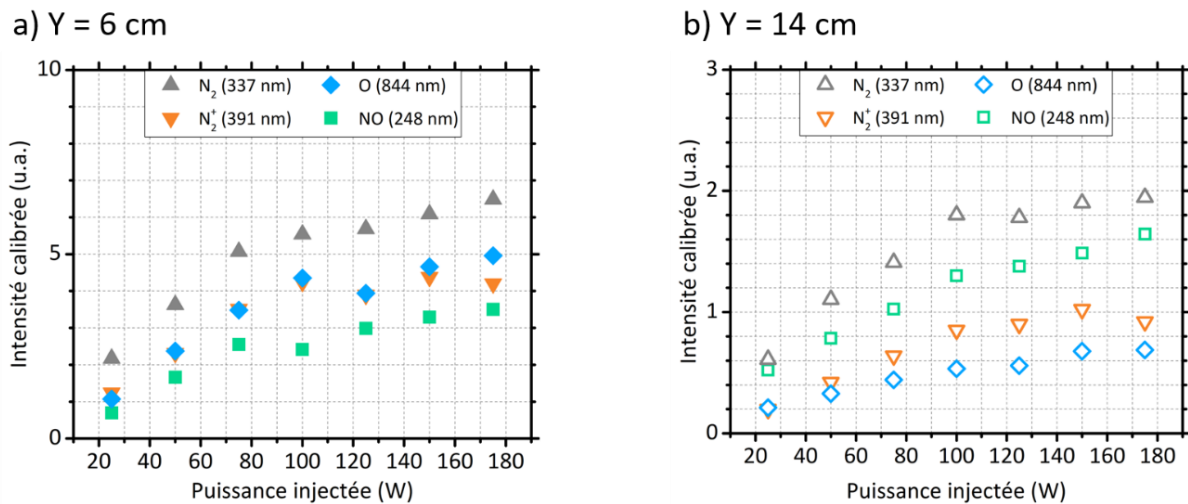 a) Y = 6 cm
10
5
0
Intensité calibrée (u.a.)
N₂ (337 nm)
O (844 nm)
N₂⁺ (391 nm)
NO (248 nm)
20 40 60 80 100 120 140 160 180
Puissance injectée (W)
b) Y = 14 cm
3
2
1
0
Intensité calibrée (u.a.)
N₂ (337 nm)
O (844 nm)
N₂⁺ (391 nm)
NO (248 nm)
20 40 60 80 100 120 140 160 180
Puissance injectée (W)